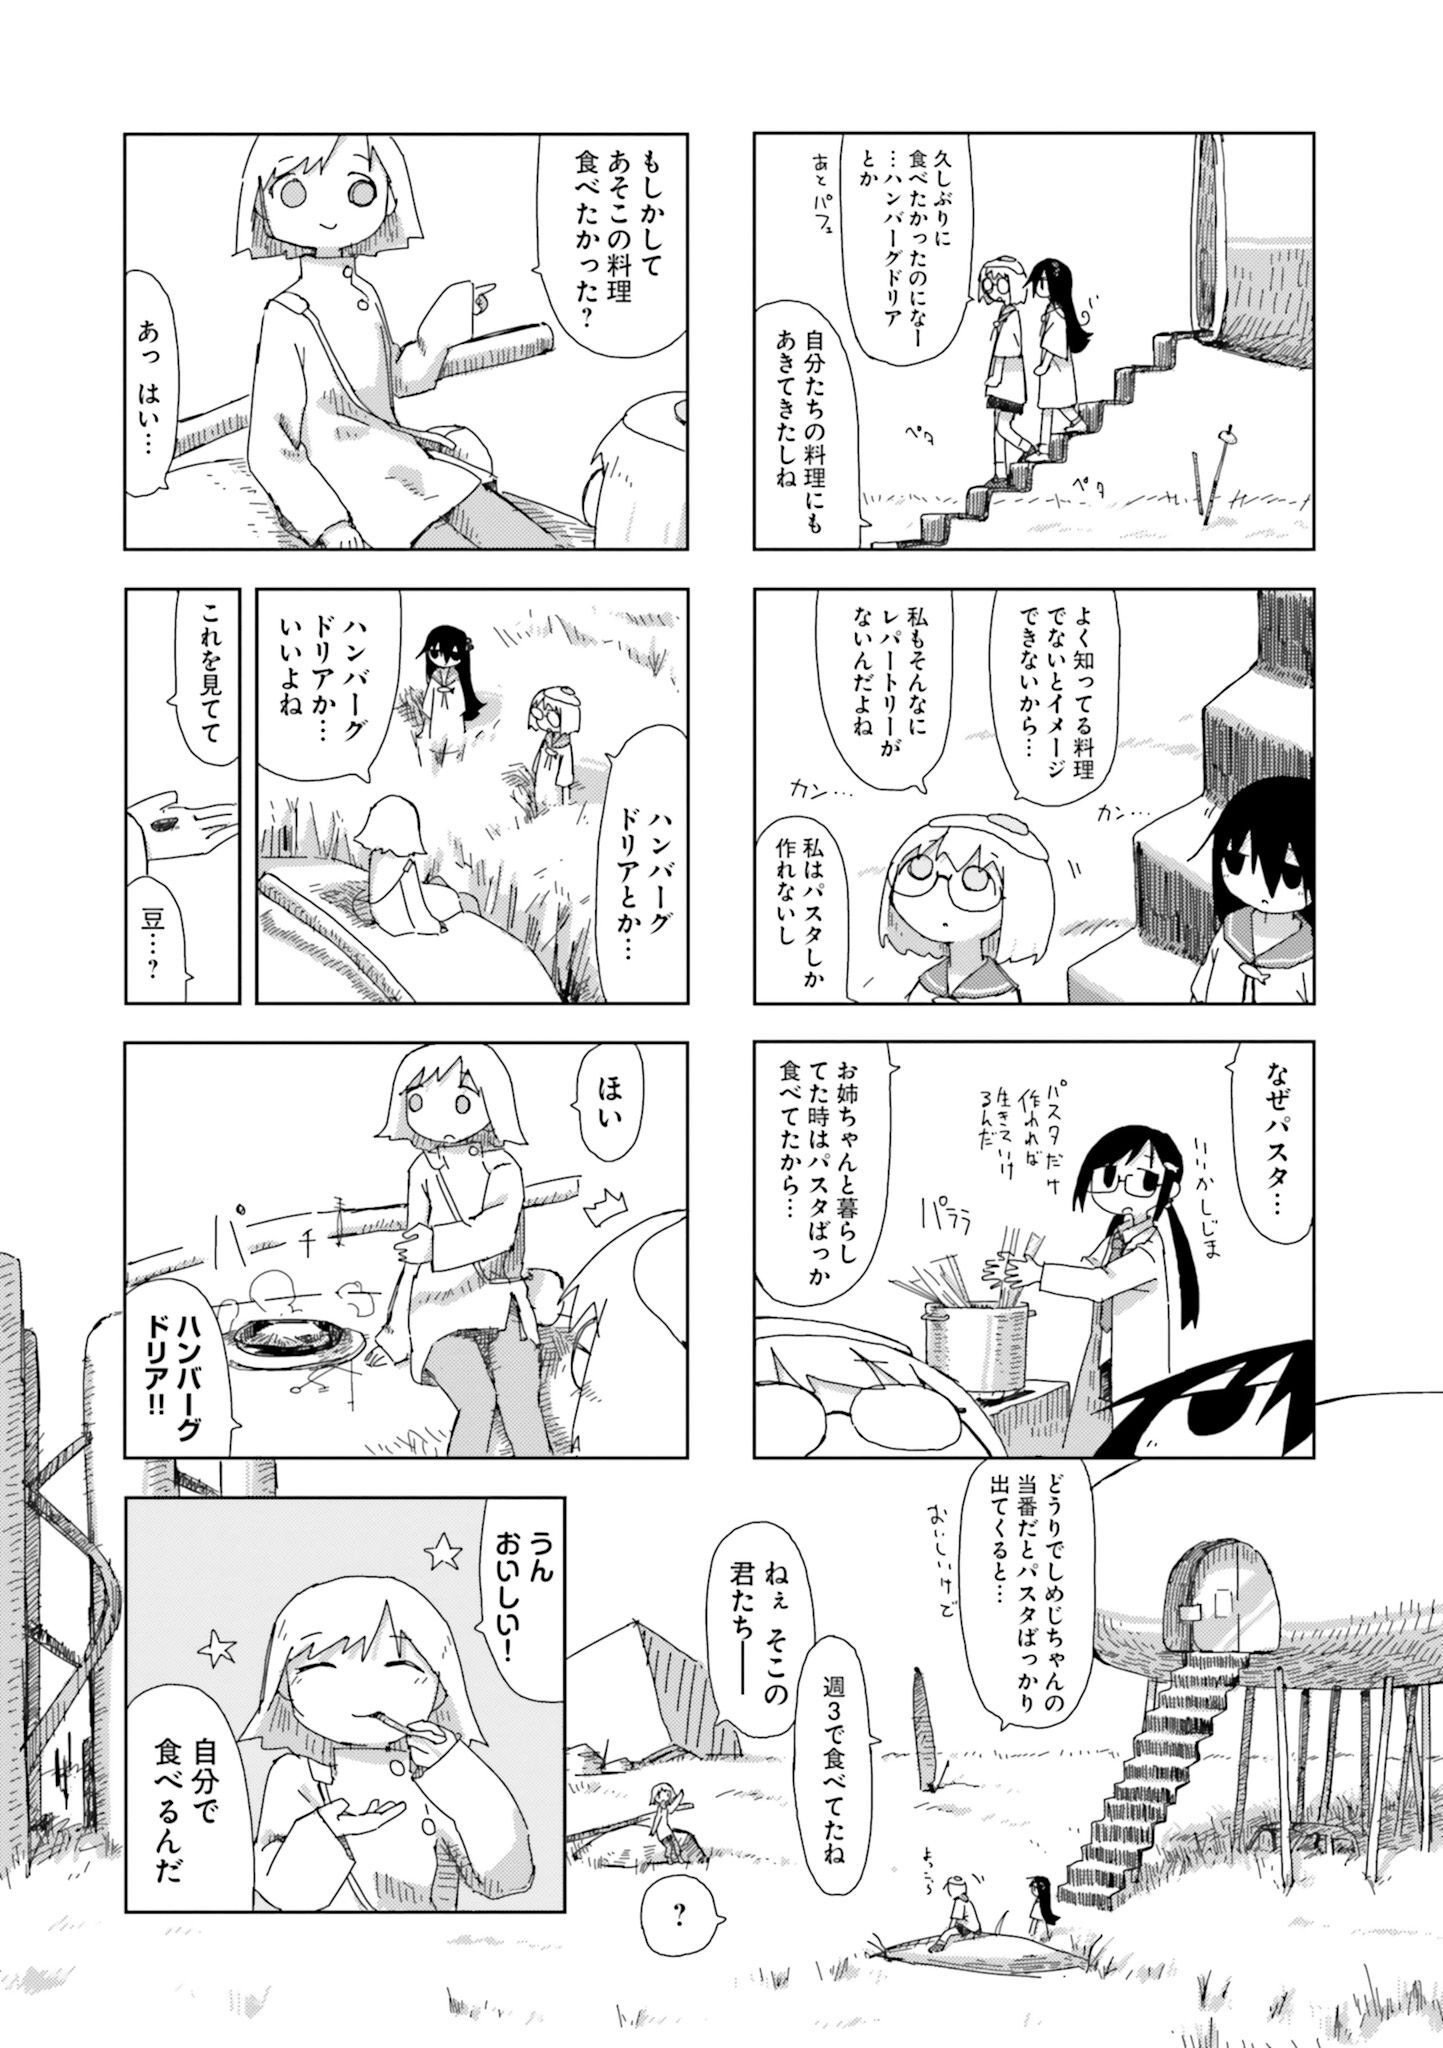 久しぶりに
食べたかったのになー
…ハンバーグドリア
とか
あとパフェ
自分たちの料理にも
あきてきたしね
ペタ
ペタ
よく知ってる料理
でないとイメージ
できないから…
私もそんなに
レパートリーが
ないんだよね
カン…
カン…
私はパスタしか
作れないし
なぜパスタ…
いいかしじま
パスタだけ
作れれば
生きていけ
るんだ
パララ
お姉ちゃんと暮らし
てた時はパスタばっか
食べてたから…
どうりでしめじちゃんの
当番だとパスタばっかり
出てくると…
おいしいけど
週3で食べてたね
よっこら
ねぇ そこの
君たち──
?
もしかして
あそこの料理
食べたかった?
あっ はい…
ハンバーグ
ドリアとか…
ハンバーグ
ドリアか…
いいよね
これを見てて
豆…?
ほい
ハンバーグ
ドリア!!
うん
おいしい!
自分で
食べるんだ